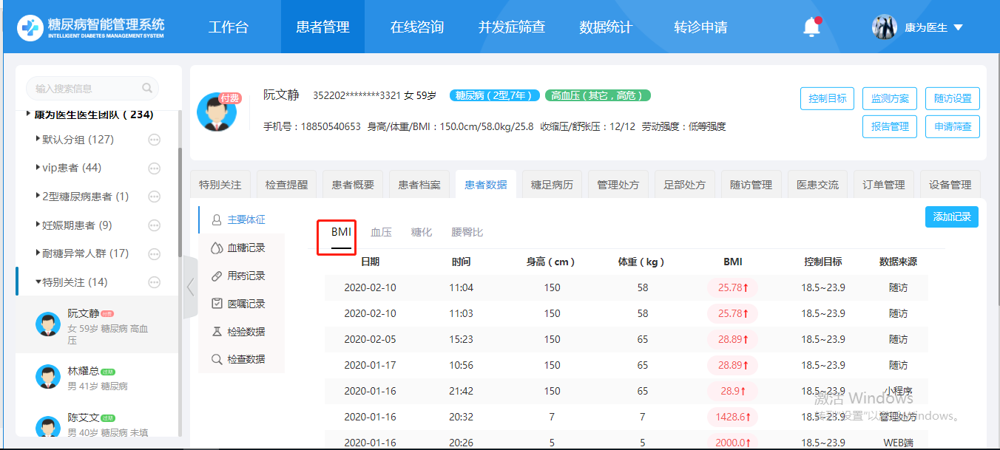 糖尿病智能管理系统
INTELLIGENT DIABETES MANAGEMENT SYSTEM
工作台 患者管理 在线咨询 并发症筛查 数据统计 转诊申请
康为医生
输入搜索信息
康为医生医生团队 ( 234)
默认分组 (127)
vip患者 (44)
2型糖尿病患者 (1)
妊娠期患者 (9)
耐糖异常人群 (17)
特别关注 (14)
阮文静 付费
女 59岁 糖尿病 高血
压
林耀总
男 41岁 糖尿病
陈艾文
男 40岁 糖尿病 未填
付费
阮文静 352202********3321 女 59岁 糖尿病 ( 2型,7年 ) 高血压 ( 其它 , 高危 )
手机号：18850540653 身高/体重/BMI：150.0cm/58.0kg/25.8 收缩压/舒张压：12/12 劳动强度：低等强度
控制目标 监测方案 随访设置
报告管理 申请筛查
特别关注 检查提醒 患者概要 患者档案 患者数据 糖足病历 管理处方 足部处方 随访管理 医患交流 订单管理 设备管理
主要体征
血糖记录
用药记录
医嘱记录
检验数据
检查数据
添加记录
BMI 血压 糖化 腰臀比
日期 时间 身高 ( cm ) 体重 ( kg ) BMI 控制目标 数据来源
2020-02-10 11:04 150 58 25.78↑ 18.5~23.9 随访
2020-02-10 11:03 150 58 25.78↑ 18.5~23.9 随访
2020-02-05 15:23 150 65 28.89↑ 18.5~23.9 随访
2020-01-17 10:56 150 65 28.89↑ 18.5~23.9 随访
2020-01-16 21:42 150 65 28.9↑ 18.5~23.9 小程序
2020-01-16 20:32 7 7 1428.6↑ 18.5~23.9 管理处方
2020-01-16 20:26 5 5 2000.0↑ 18.5~23.9 WEB端
激活 Windows
转到"设置"以激活 Windows。